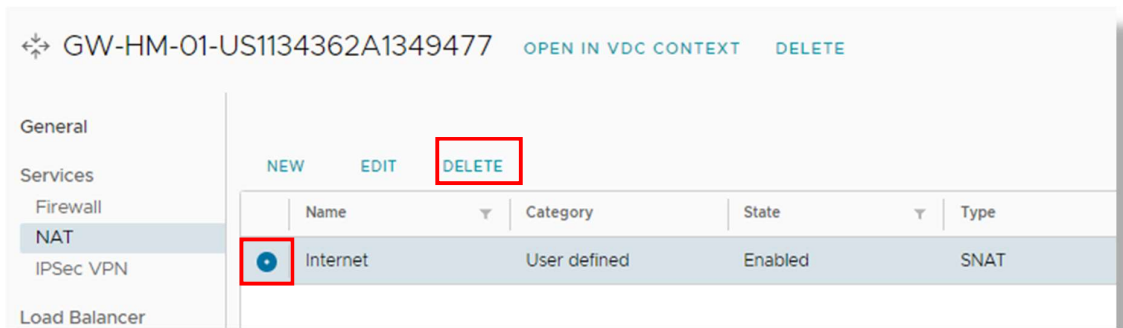 GW-HM-01-US1134362A1349477 OPEN IN VDC CONTEXT DELETE
General
Services
Firewall
NAT
IPSec VPN
Load Balancer
NEW EDIT DELETE
Name Category State Type
Internet User defined Enabled SNAT